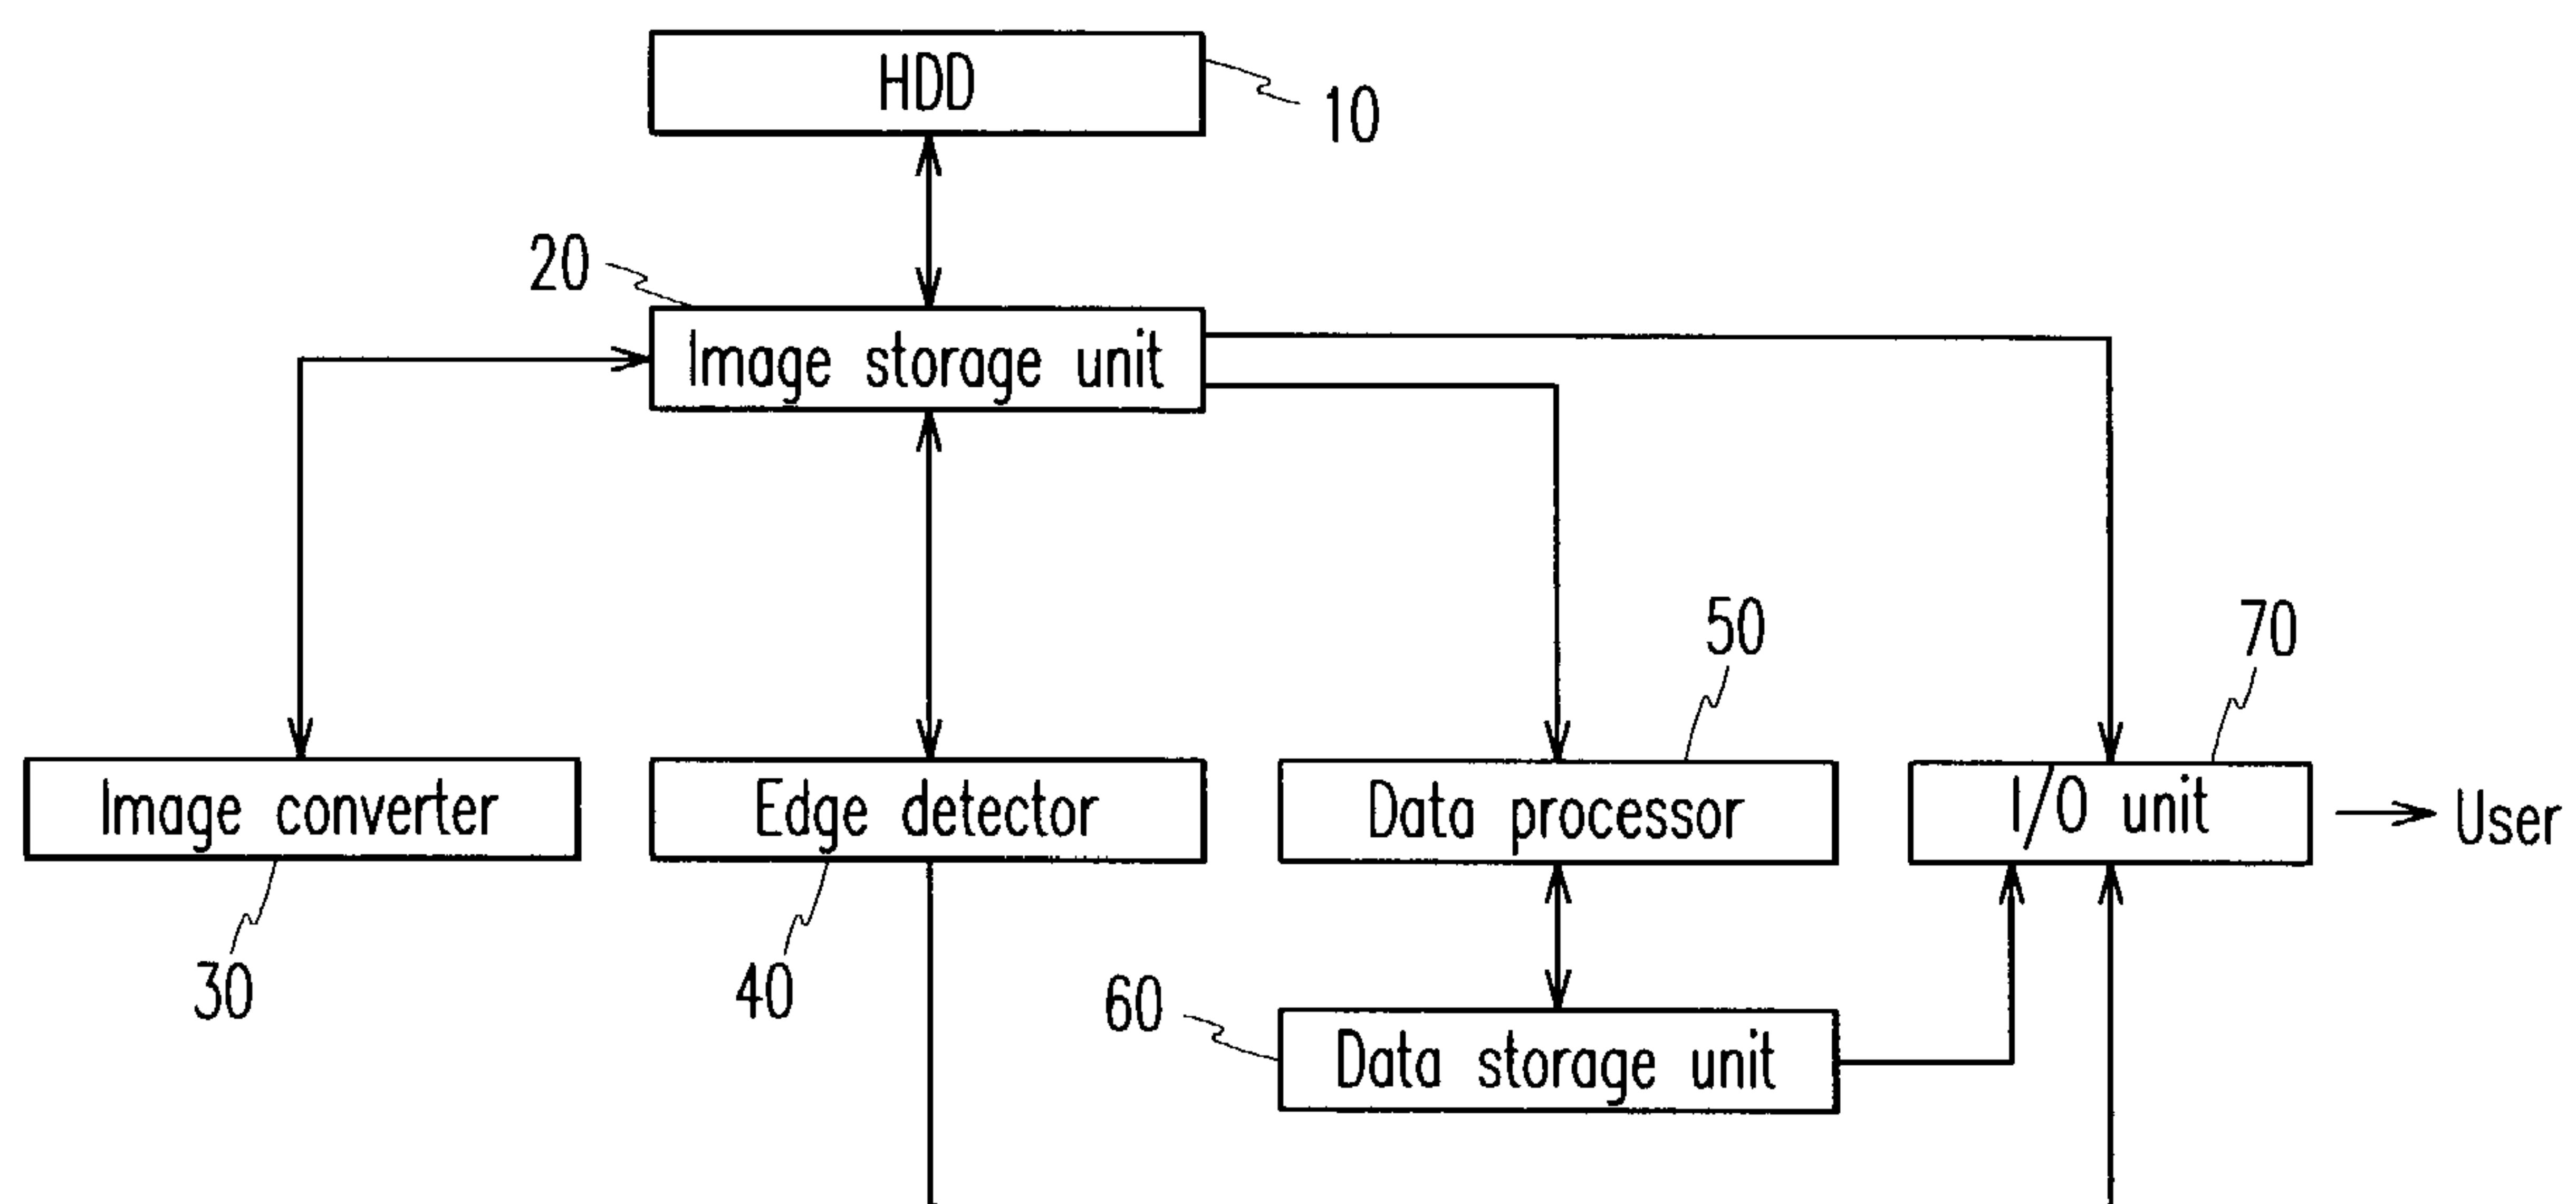 HDD
10
20
Image storage unit
50
70
Image converter
Edge detector
Data processor
I/O unit
User
30
40
60
Data storage unit